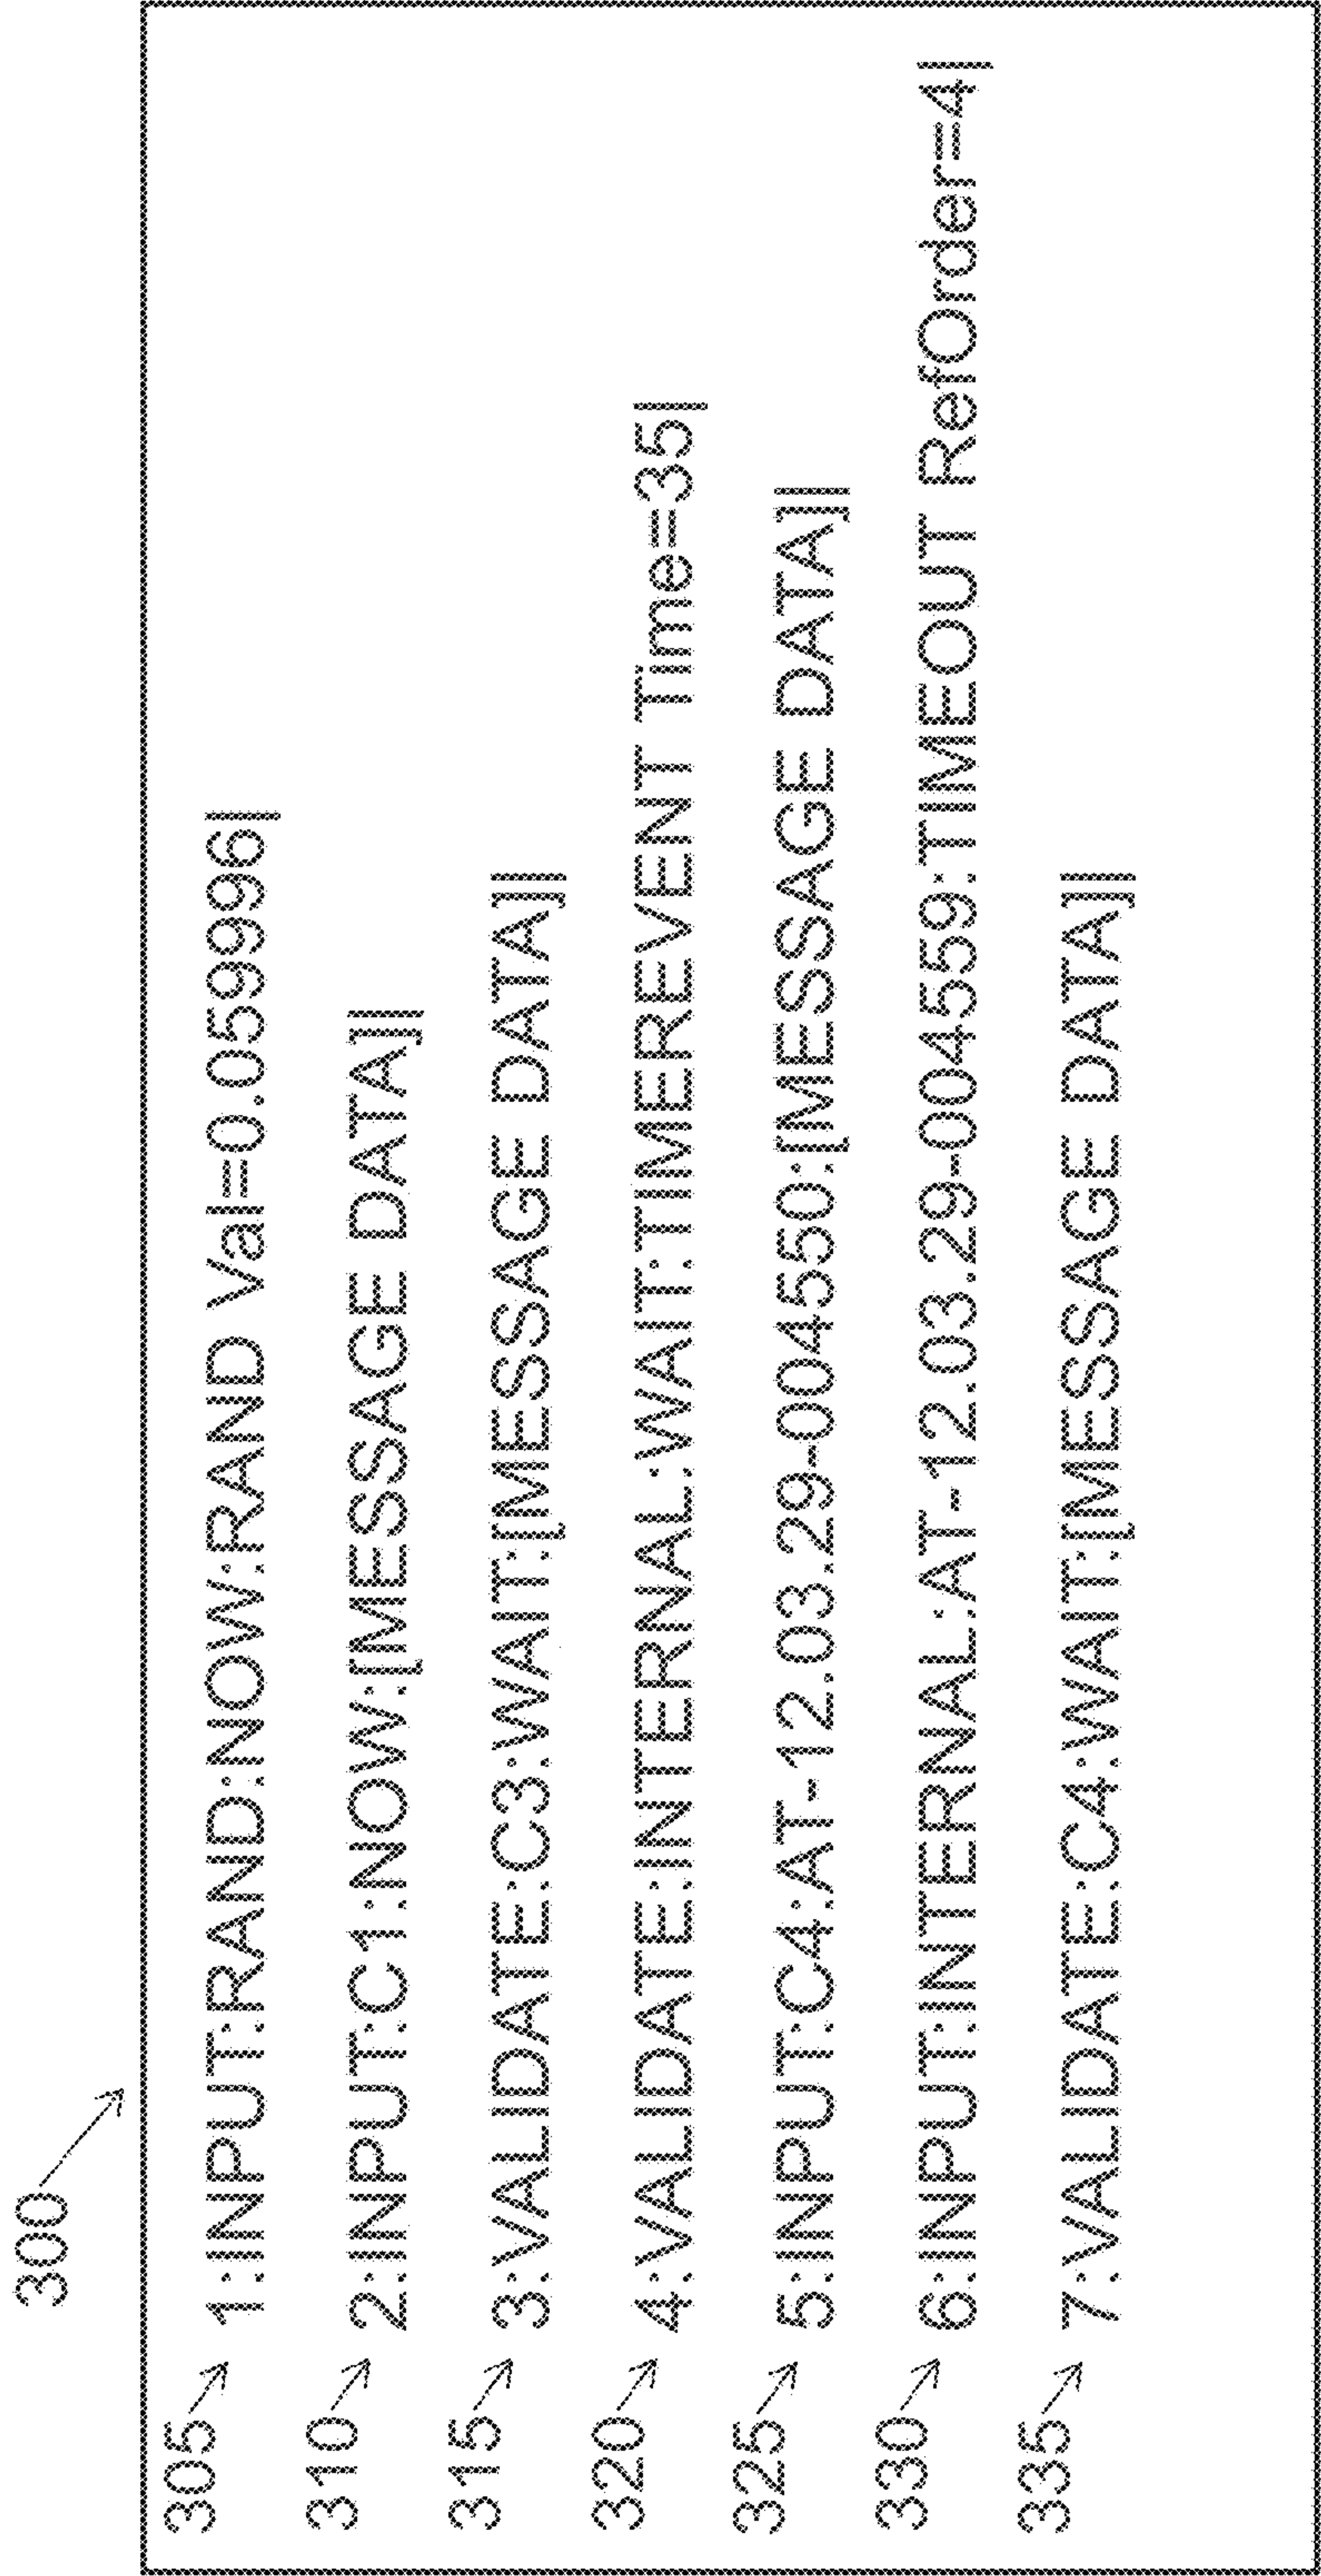 300
305 1:INPUT:RAND:NOW:RAND Val=0.059996|
310 2:INPUT:C1:NOW:[MESSAGE DATA]|
315 3:VALIDATE:C3:WAIT:[MESSAGE DATA]|
320 4:VALIDATE:INTERNAL:WAIT:TIMEREVENT Time=35|
325 5:INPUT:C4:AT-12.03.29-004550:[MESSAGE DATA]|
330 6:INPUT:INTERNAL:AT-12.03.29-004559:TIMEOUT RefOrder=4|
335 7:VALIDATE:C4:WAIT:[MESSAGE DATA]|